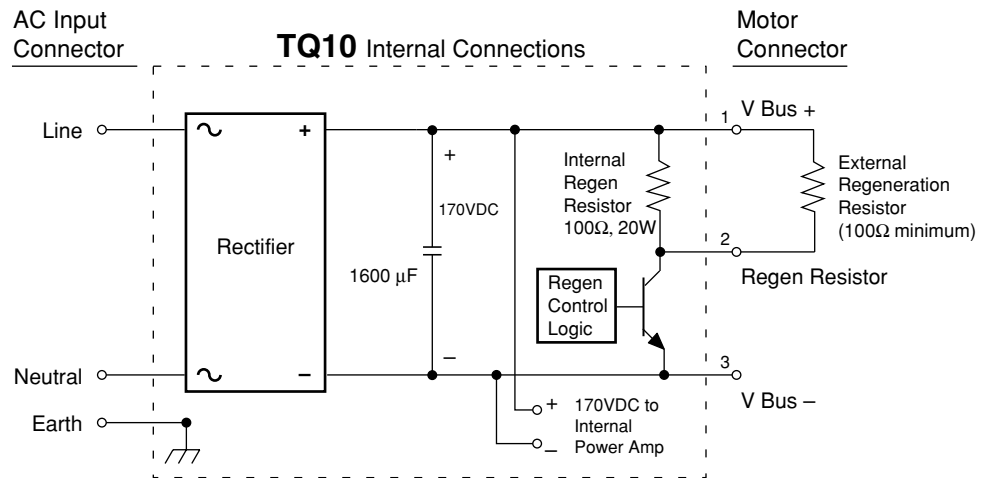 AC Input
Connector
TQ10 Internal Connections
Motor
Connector
Line
+
Rectifier
–
+
170VDC
1600 µF
–
Internal
Regen
Resistor
100Ω, 20W
Regen
Control
Logic
1
V Bus +
External
Regeneration
Resistor
(100Ω minimum)
2
Regen Resistor
3
V Bus –
Neutral
Earth
+
–
170VDC to
Internal
Power Amp